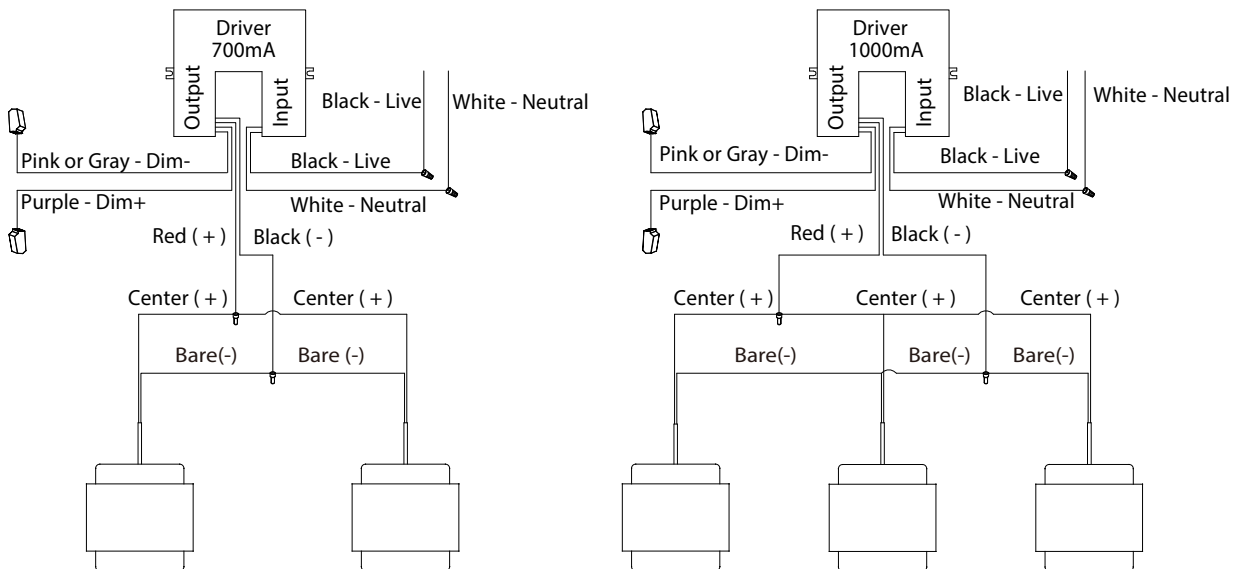 Driver
700mA
Output
Input
Black - Live
White - Neutral
Pink or Gray - Dim-
Black - Live
Purple - Dim+
White - Neutral
Red ( + )
Black ( - )
Center ( + )
Center ( + )
Bare(-)
Bare (-)
Driver
1000mA
Output
Input
Black - Live
White - Neutral
Pink or Gray - Dim-
Black - Live
Purple - Dim+
White - Neutral
Red ( + )
Black ( - )
Center ( + )
Center ( + )
Center ( + )
Bare(-)
Bare(-)
Bare(-)